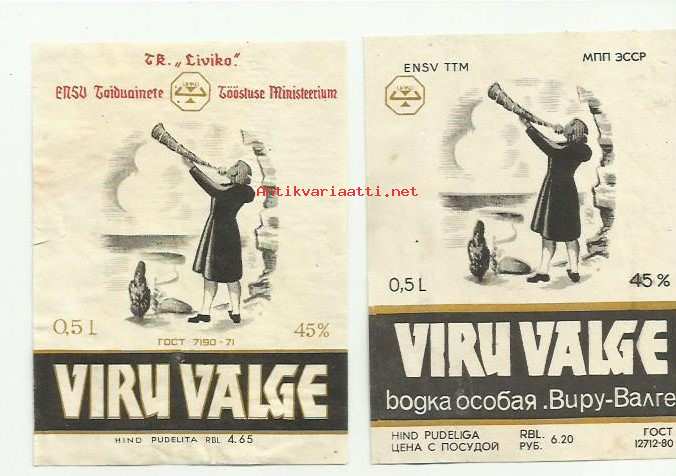 TK. „Liviko."
ENSV Toiduainete Tööstuse Ministeerium
0,5 L
45%
ГОСТ 7190-71
VIRU VALGE
HIND PUDELITA RBL 4.65
ENSV TTM
МПП ЭССР
0,5 L
45%
VIRU VALGE
водка особая „Виру-Валге
HIND PUDELIGA RBL. 6.20 ГОСТ
ЦЕНА С ПОСУДОЙ РУБ. 12712-80
Antikvariaatti.net